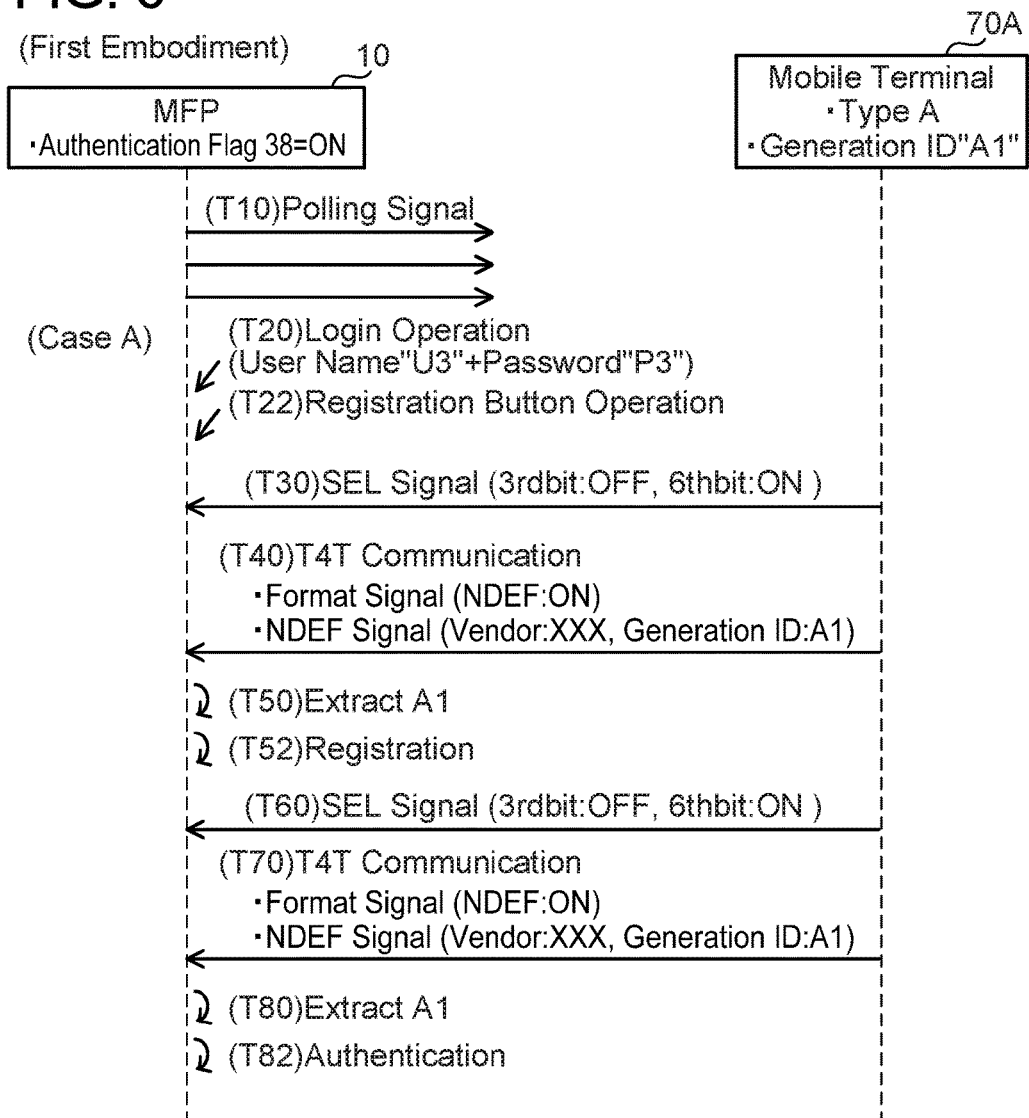 (First Embodiment)
10
70A
MFP
・Authentication Flag 38=ON
Mobile Terminal
・Type A
・Generation ID"A1"
(T10)Polling Signal
(Case A)
(T20)Login Operation
(User Name"U3"+Password"P3")
(T22)Registration Button Operation
(T30)SEL Signal (3rdbit:OFF, 6thbit:ON )
(T40)T4T Communication
・Format Signal (NDEF:ON)
・NDEF Signal (Vendor:XXX, Generation ID:A1)
(T50)Extract A1
(T52)Registration
(T60)SEL Signal (3rdbit:OFF, 6thbit:ON )
(T70)T4T Communication
・Format Signal (NDEF:ON)
・NDEF Signal (Vendor:XXX, Generation ID:A1)
(T80)Extract A1
(T82)Authentication